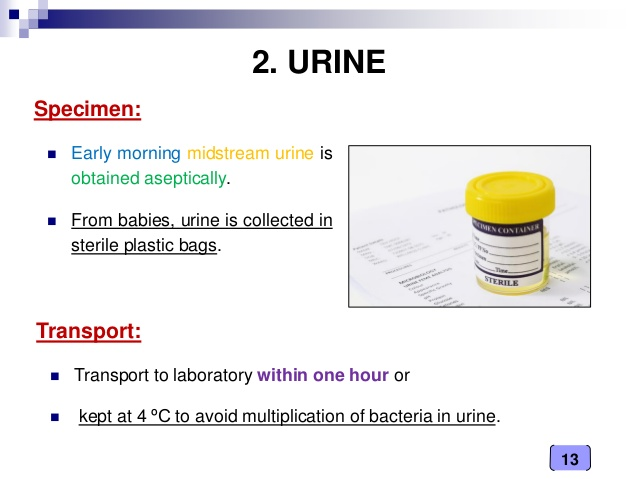 2. URINE
Specimen:
Early morning midstream urine is
obtained aseptically.
From babies, urine is collected in
sterile plastic bags.
SPECIMEN CONTAINER
Time
STERILE
MICROBIOLOGY
Transport:
Transport to laboratory within one hour or
kept at 4 ºC to avoid multiplication of bacteria in urine.
13